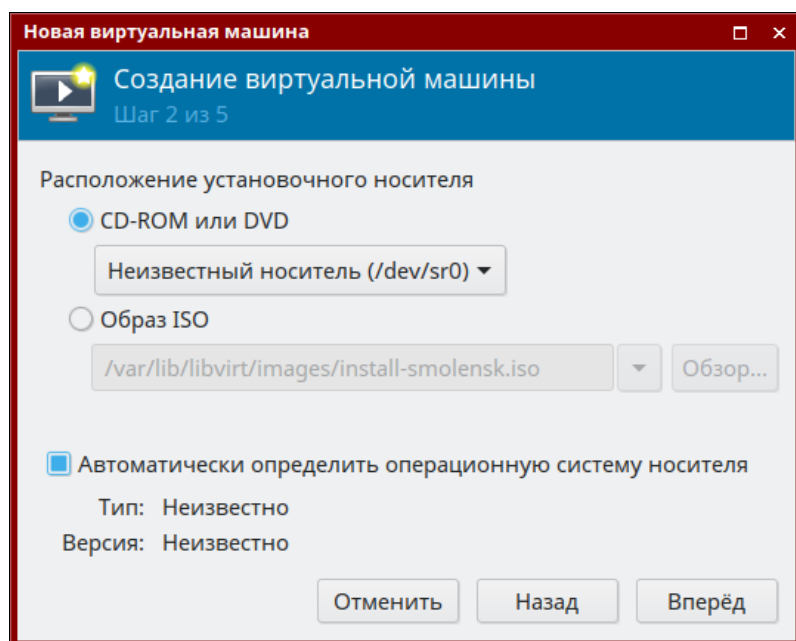 Новая виртуальная машина
Создание виртуальной машины
Шаг 2 из 5
Расположение установочного носителя
CD-ROM или DVD
Неизвестный носитель (/dev/sr0)
Образ ISO
/var/lib/libvirt/images/install-smolensk.iso Обзор...
Автоматически определить операционную систему носителя
Тип: Неизвестно
Версия: Неизвестно
Отменить Назад Вперёд